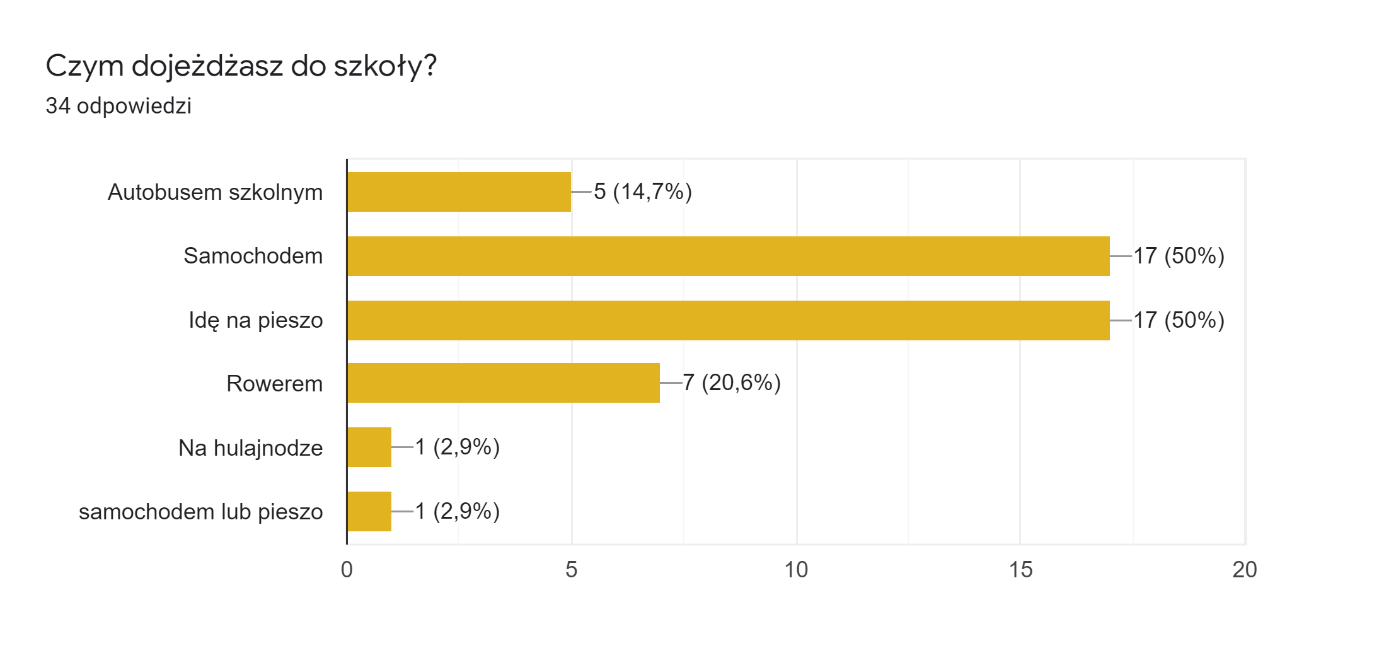 Czym dojeżdżasz do szkoły?
34 odpowiedzi
Autobusem szkolnym
5 (14,7%)
Samochodem
17 (50%)
Idę na pieszo
17 (50%)
Rowerem
7 (20,6%)
Na hulajnodze
1 (2,9%)
samochodem lub pieszo
1 (2,9%)
0 5 10 15 20